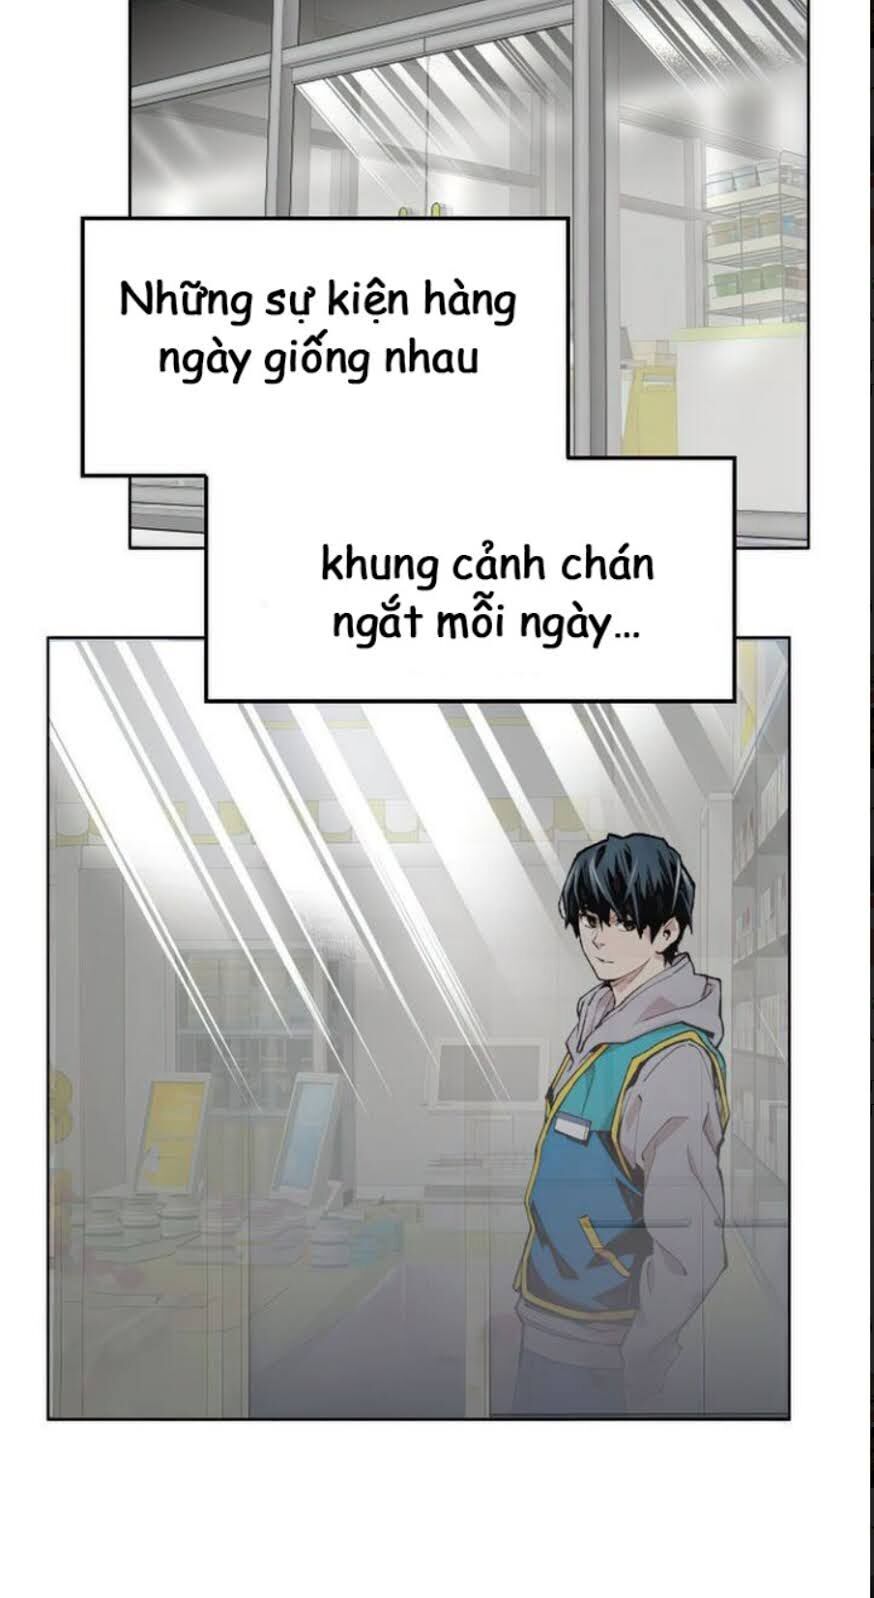 Những sự kiện hàng
ngày giống nhau
khung cảnh chán
ngắt mỗi ngày...